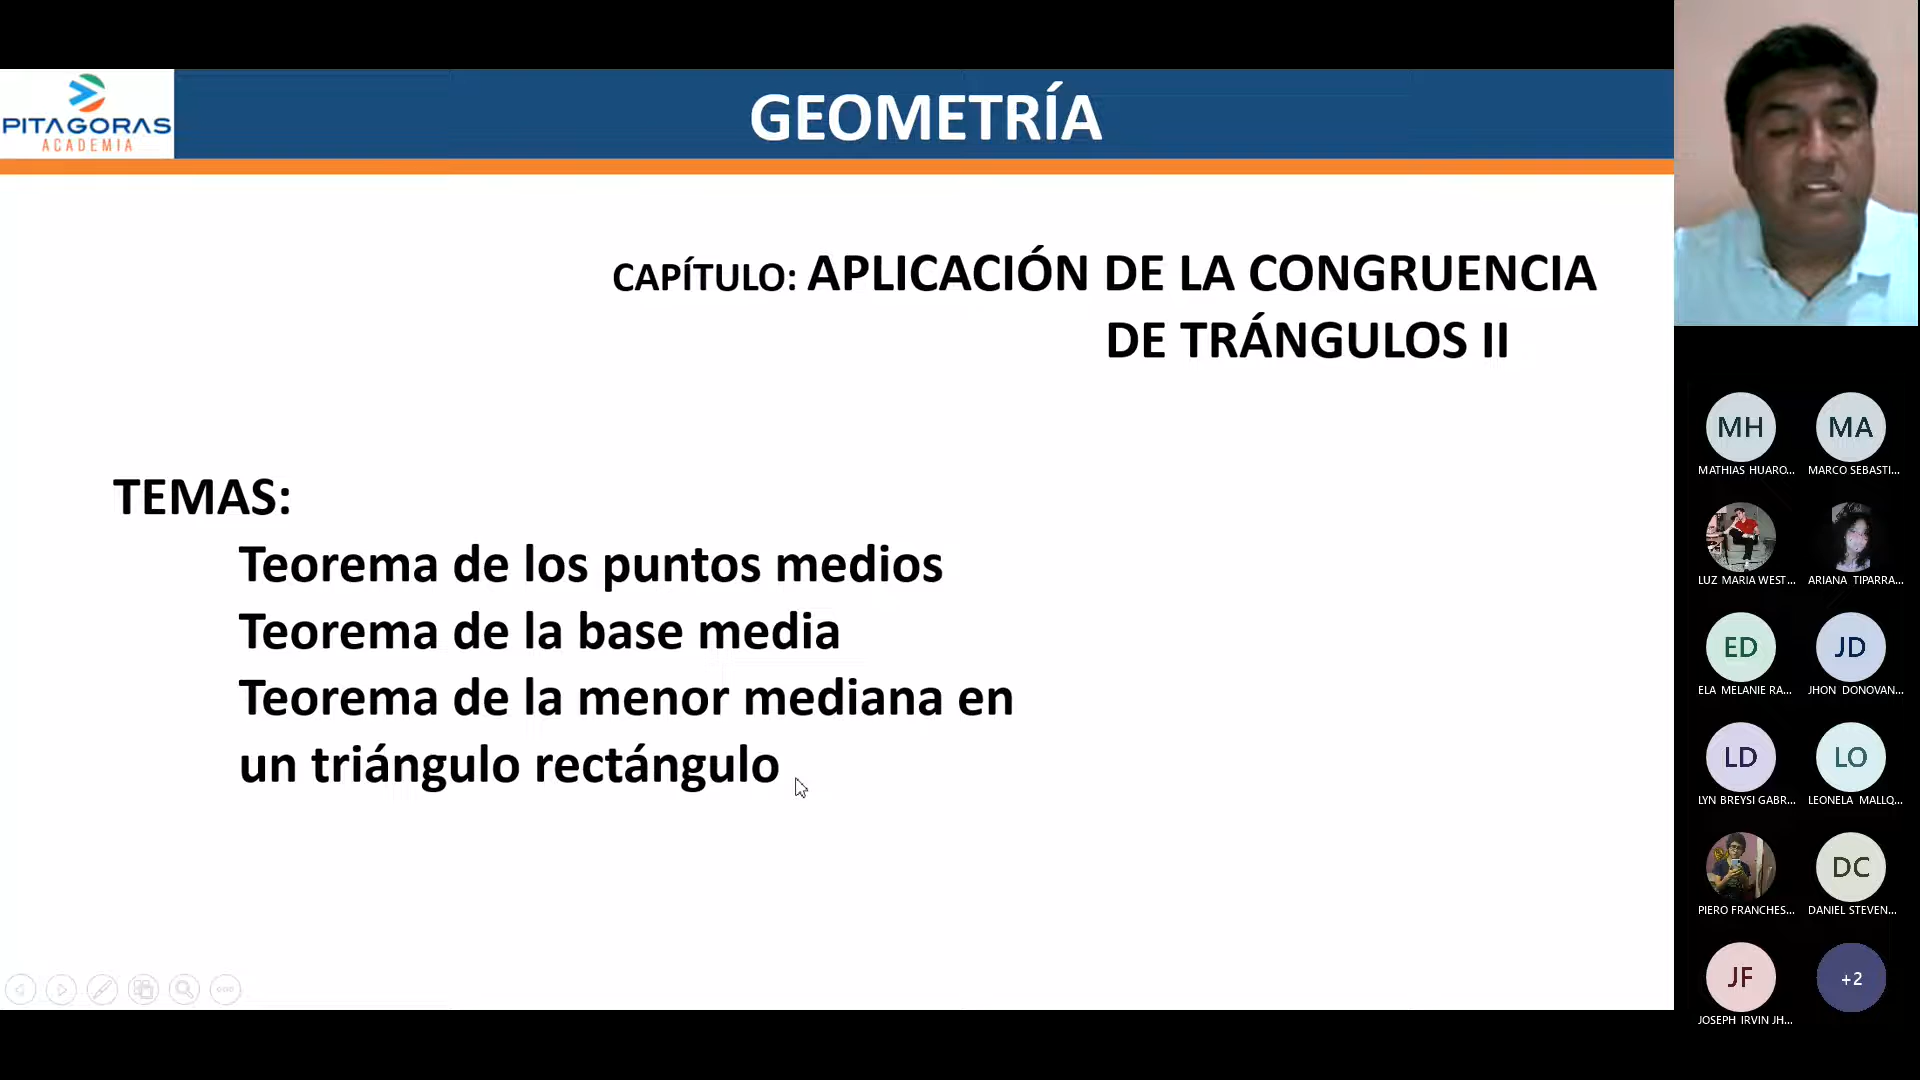 PITAGORAS
ACADEMIA
GEOMETRÍA
CAPÍTULO: APLICACIÓN DE LA CONGRUENCIA
DE TRÁNGULOS II
TEMAS:
Teorema de los puntos medios
Teorema de la base media
Teorema de la menor mediana en
un triángulo rectángulo
MH
MA
MATHIAS HUARO...
MARCO SEBASTI...
LUZ MARIA WEST...
ARIANA TIPARRA...
ED
JD
ELA MELANIE RA...
JHON DONOVAN...
LD
LO
LYN BREYSI GABR...
LEONELA MALLQ...
DC
PIERO FRANCHES...
DANIEL STEVEN...
JF
+2
JOSEPH IRVIN JH...